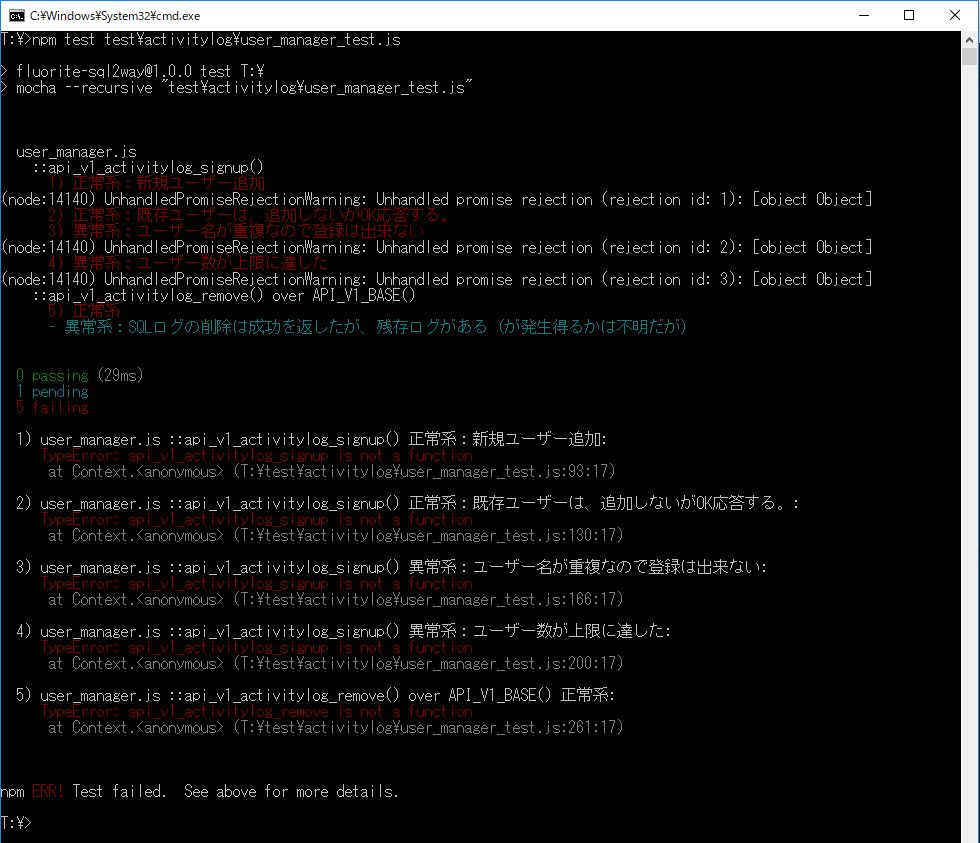 C:¥Windows¥System32¥cmd.exe
T:¥>npm test test¥activitylog¥user_manager_test.js
> fluorite-sql2way@1.0.0 test T:¥
> mocha --recursive "test¥activitylog¥user_manager_test.js"
user_manager.js
::api_v1_activitylog_signup()
1) 正常系：新規ユーザー追加
(node:14140) UnhandledPromiseRejectionWarning: Unhandled promise rejection (rejection id: 1): [object Object]
2) 正常系：既存ユーザーは、追加しないがOK応答する。
3) 異常系：ユーザー名が重複なので登録は出来ない
(node:14140) UnhandledPromiseRejectionWarning: Unhandled promise rejection (rejection id: 2): [object Object]
4) 異常系：ユーザー数が上限に達した
(node:14140) UnhandledPromiseRejectionWarning: Unhandled promise rejection (rejection id: 3): [object Object]
::api_v1_activitylog_remove() over API_V1_BASE()
5) 正常系
- 異常系：SQLログの削除は成功を返したが、残存ログがある（が発生得るかは不明だが）
0 passing (29ms)
1 pending
5 failing
1) user_manager.js ::api_v1_activitylog_signup() 正常系：新規ユーザー追加:
TypeError: api_v1_activitylog_signup is not a function
at Context.<anonymous> (T:¥test¥activitylog¥user_manager_test.js:93:17)
2) user_manager.js ::api_v1_activitylog_signup() 正常系：既存ユーザーは、追加しないがOK応答する。:
TypeError: api_v1_activitylog_signup is not a function
at Context.<anonymous> (T:¥test¥activitylog¥user_manager_test.js:130:17)
3) user_manager.js ::api_v1_activitylog_signup() 異常系：ユーザー名が重複なので登録は出来ない:
TypeError: api_v1_activitylog_signup is not a function
at Context.<anonymous> (T:¥test¥activitylog¥user_manager_test.js:166:17)
4) user_manager.js ::api_v1_activitylog_signup() 異常系：ユーザー数が上限に達した:
TypeError: api_v1_activitylog_signup is not a function
at Context.<anonymous> (T:¥test¥activitylog¥user_manager_test.js:200:17)
5) user_manager.js ::api_v1_activitylog_remove() over API_V1_BASE() 正常系:
TypeError: api_v1_activitylog_remove is not a function
at Context.<anonymous> (T:¥test¥activitylog¥user_manager_test.js:261:17)
npm ERR! Test failed.  See above for more details.
T:¥>